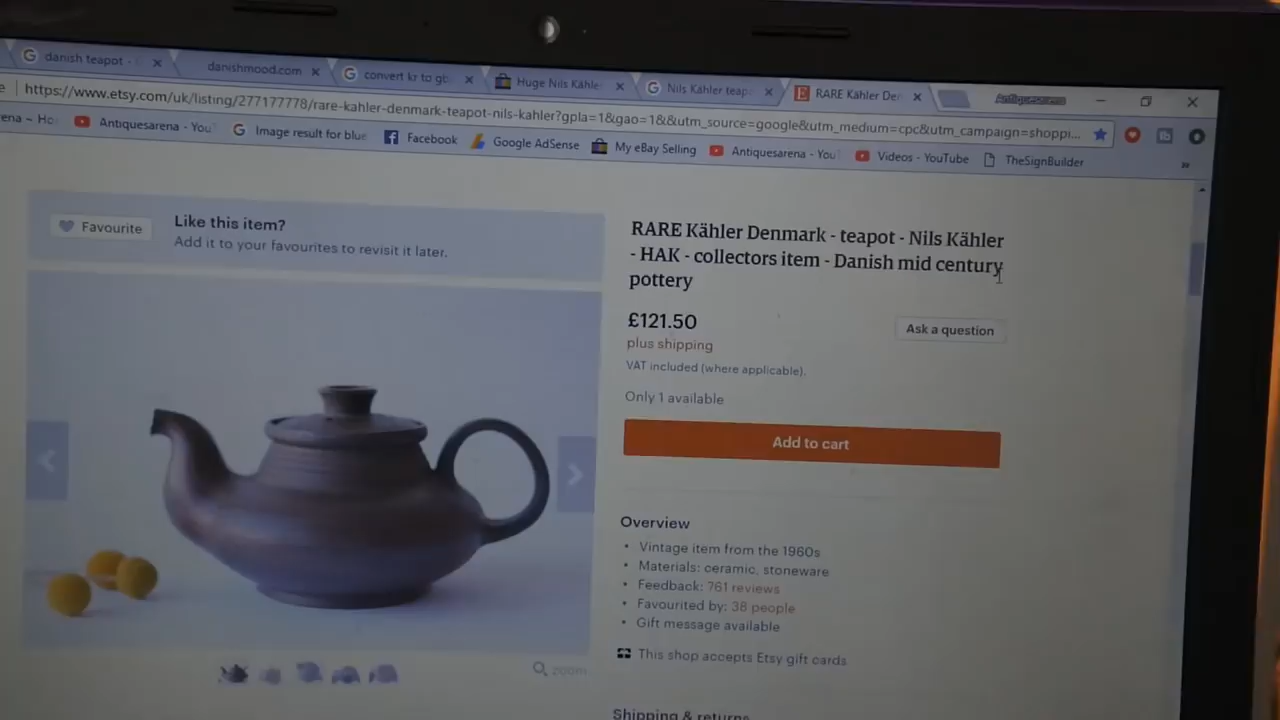 danish teapot -
danishmood.com
convert kr to gb
Huge Nils Kähle
Nils Kähler teap
RARE Kähler Den
Antiquesarena
https://www.etsy.com/uk/listing/277177778/rare-kahler-denmark-teapot-nils-kahler?gpla=1&gao=1&&utm_source=google&utm_medium=cpc&utm_campaign=shoppi...
rena ~ Ho
Antiquesarena - You
Image result for blue
Facebook
Google AdSense
My eBay Selling
Antiquesarena - You
Videos - YouTube
TheSignBuilder
»
Favourite
Like this item?
Add it to your favourites to revisit it later.
RARE Kähler Denmark - teapot - Nils Kähler
- HAK - collectors item - Danish mid century
pottery
£121.50
Ask a question
plus shipping
VAT included (where applicable).
Only 1 available
Add to cart
Overview
• Vintage item from the 1960s
• Materials: ceramic, stoneware
• Feedback: 761 reviews
• Favourited by: 38 people
• Gift message available
This shop accepts Etsy gift cards
zoom
Shipping & returns